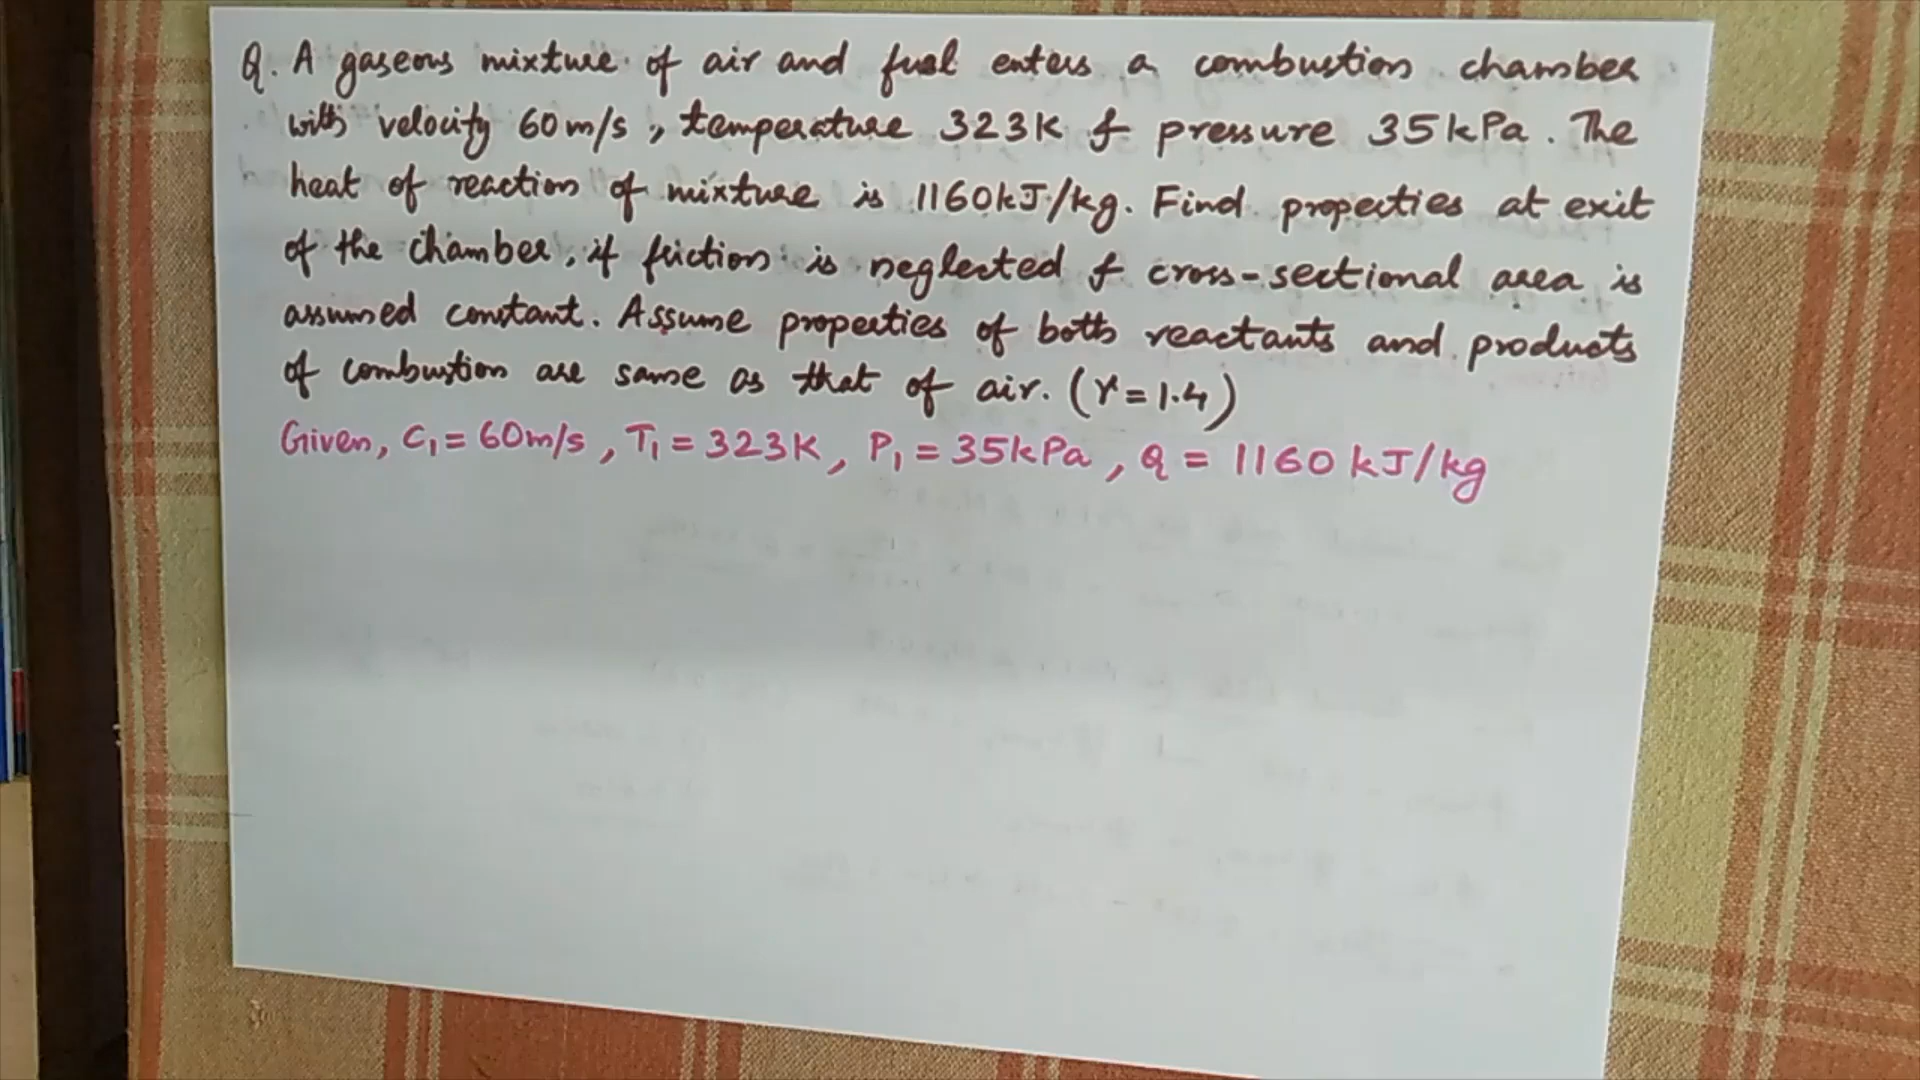 Q. A gaseous mixture of air and fuel enters a combustion chamber
with velocity 60m/s, temperature 323K & pressure 35kPa. The
heat of reaction of mixture is 1160kJ/kg. Find properties at exit
of the chamber, if friction is neglected & cross-sectional area is
assumed constant. Assume properties of both reactants and products
of combustion are same as that of air. (γ = 1.4)
Given, C₁ = 60m/s, T₁ = 323K, P₁ = 35kPa, Q = 1160 kJ/kg